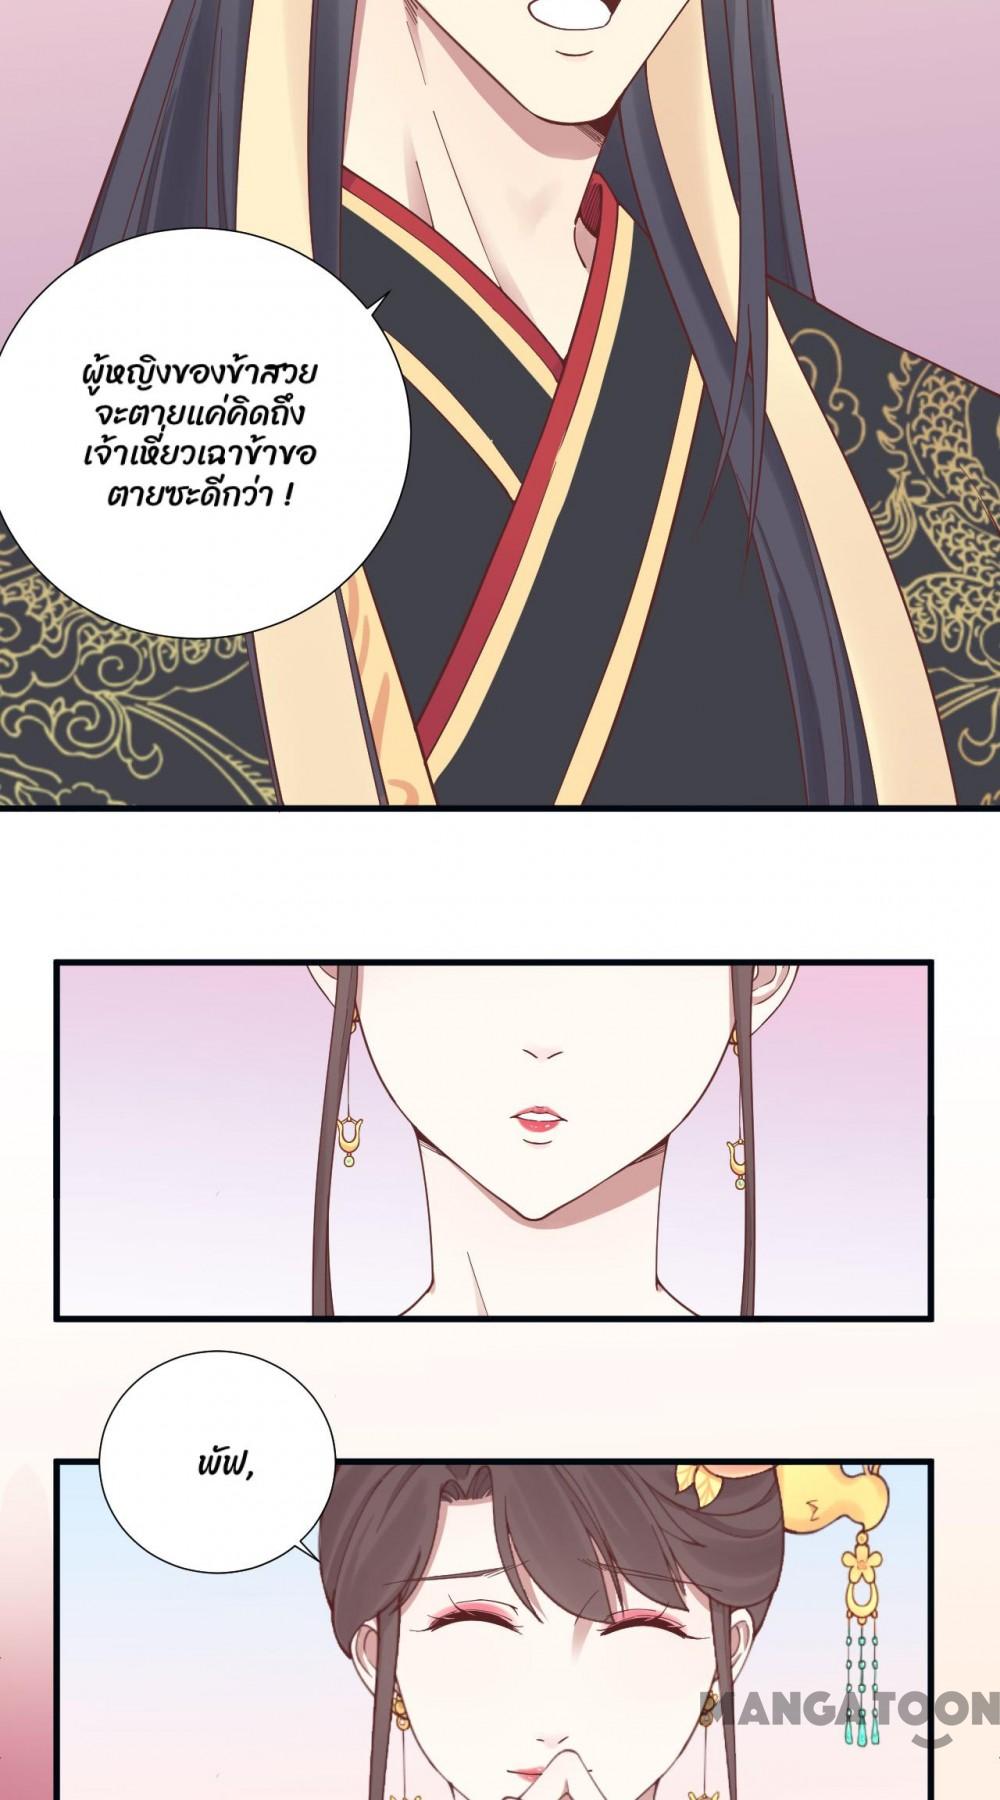 ผู้หญิงของข้าสวย
จะตายแค่คิดถึง
เจ้าเหี่ยวเฉาข้าขอ
ตายซะดีกว่า !
พัฟ,
MANGATOON